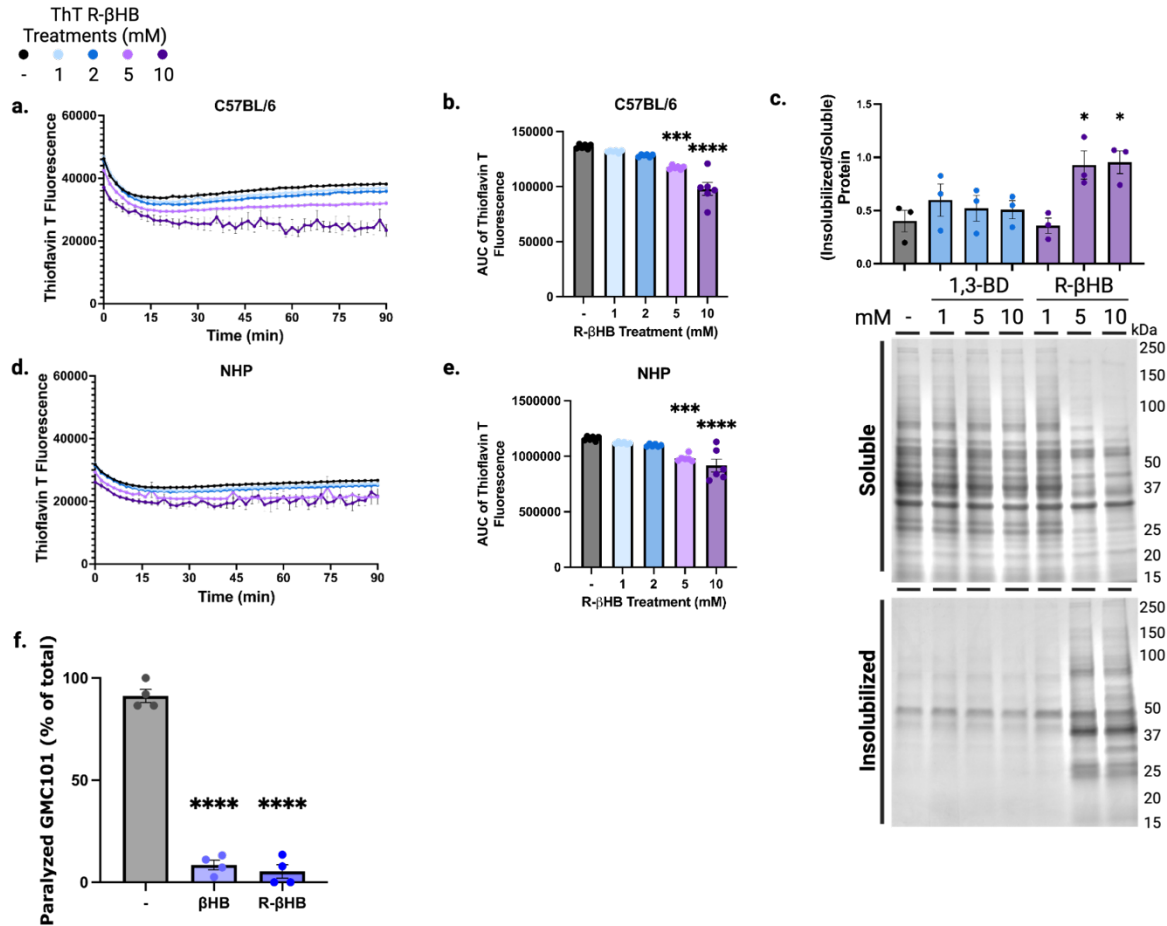 ThT R-βHB
Treatments (mM)
- 1 2 5 10
a.
C57BL/6
Thioflavin T Fluorescence
60000
40000
20000
0
0 15 30 45 60 75 90
Time (min)
b.
C57BL/6
AUC of Thioflavin T
Fluorescence
150000
100000
50000
0
***
****
- 1 2 5 10
R-βHB Treatment (mM)
c.
(Insolubilized/Soluble)
Protein
1.5
1.0
0.5
0.0
* *
1,3-BD R-βHB
mM - 1 5 10 1 5 10
kDa
Soluble
250
150
100
50
37
25
20
15
Insolubilized
250
150
100
50
37
25
20
15
d.
NHP
Thioflavin T Fluorescence
60000
40000
20000
0
0 15 30 45 60 75 90
Time (min)
e.
NHP
AUC of Thioflavin T
Fluorescence
1500000
1000000
500000
0
***
****
- 1 2 5 10
R-βHB Treatment (mM)
f.
Paralyzed GMC101 (% of total)
100
50
0
**** ****
- βHB R-βHB